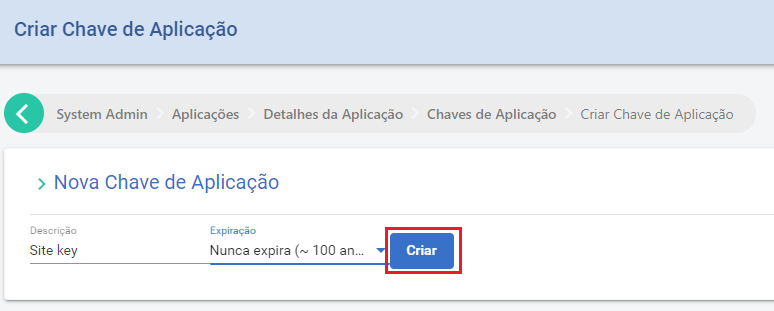 Criar Chave de Aplicação
System Admin Aplicações Detalhes da Aplicação Chaves de Aplicação Criar Chave de Aplicação
Nova Chave de Aplicação
Descrição Expiração
Site key Nunca expira (~ 100 an... Criar